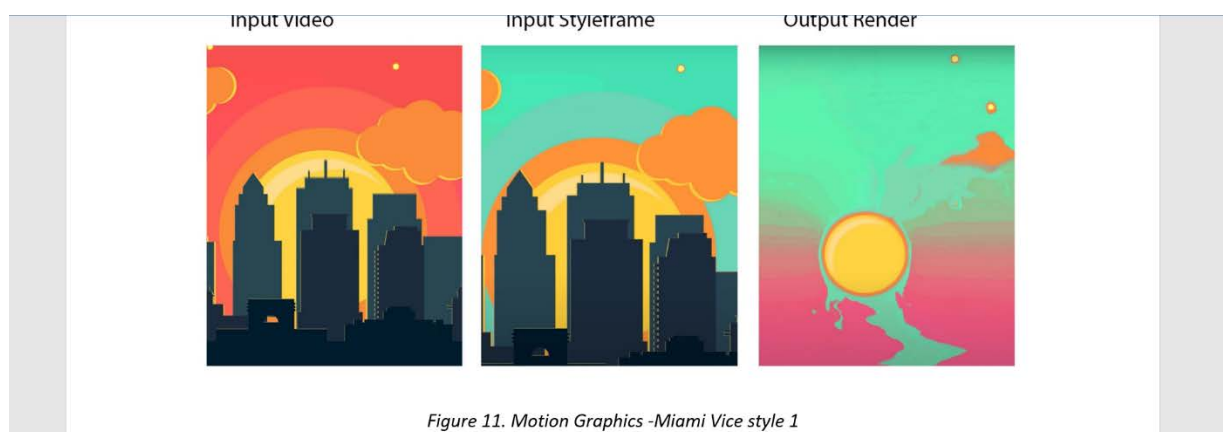 Input Video Input Styleframe Output Render
Figure 11. Motion Graphics -Miami Vice style 1